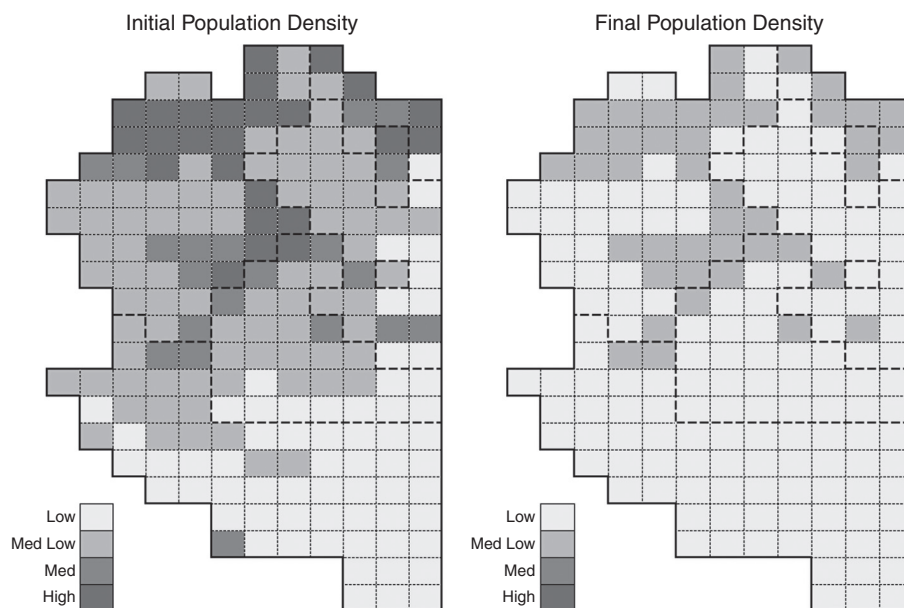 Initial Population Density
Final Population Density
Low
Med Low
Med
High
Low
Med Low
Med
High